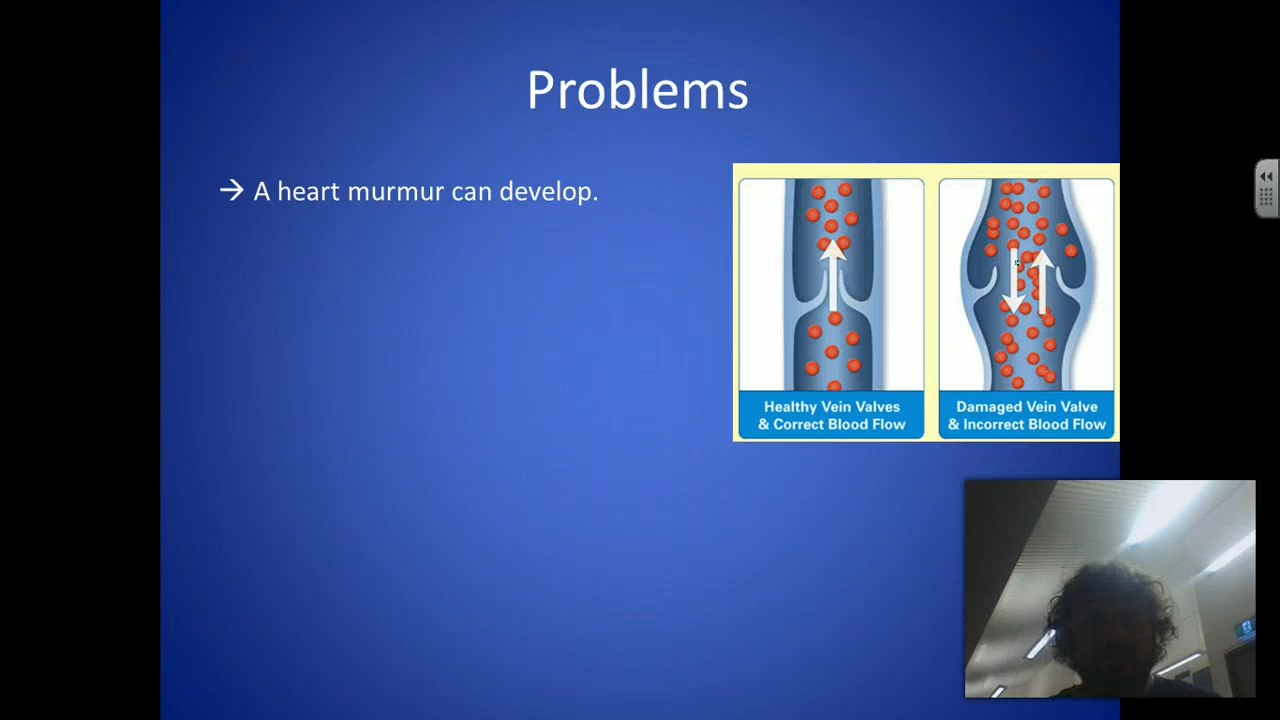 Problems
→ A heart murmur can develop.
Healthy Vein Valves
& Correct Blood Flow
Damaged Vein Valve
& Incorrect Blood Flow